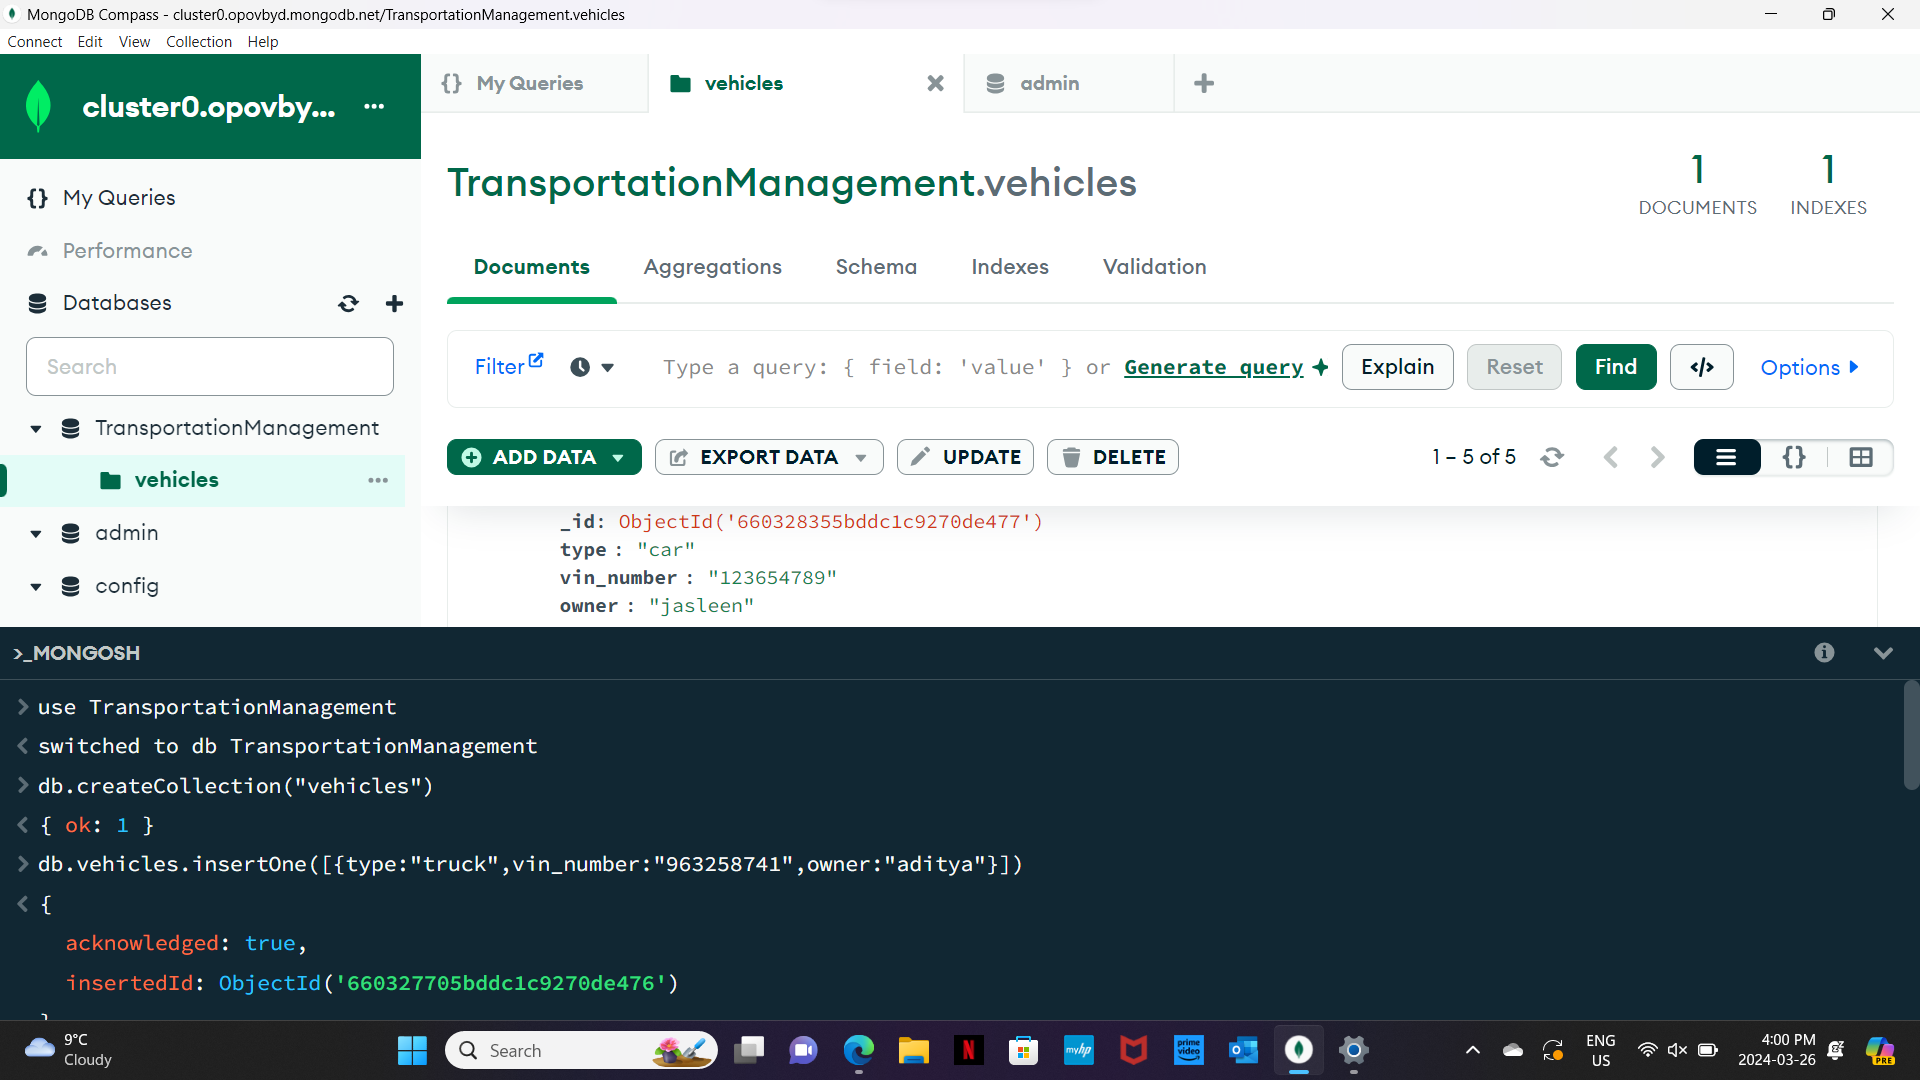 MongoDB Compass - cluster0.opovbyd.mongodb.net/TransportationManagement.vehicles
Connect Edit View Collection Help
cluster0.opovby... ...
{} My Queries
vehicles
admin
My Queries
Performance
Databases
Search
TransportationManagement
vehicles
admin
config
TransportationManagement.vehicles
1 DOCUMENTS
1 INDEXES
Documents Aggregations Schema Indexes Validation
Filter Type a query: { field: 'value' } or Generate query Explain Reset Find </> Options
ADD DATA EXPORT DATA UPDATE DELETE 1 – 5 of 5 {}
_id: ObjectId('660328355bddc1c9270de477')
type : "car"
vin_number : "123654789"
owner : "jasleen"
>_MONGOSH
> use TransportationManagement
< switched to db TransportationManagement
> db.createCollection("vehicles")
< { ok: 1 }
> db.vehicles.insertOne([{type:"truck",vin_number:"963258741",owner:"aditya"}])
< {
acknowledged: true,
insertedId: ObjectId('660327705bddc1c9270de476')
}
9°C
Cloudy
Search
N
myhp
prime video
ENG
US
4:00 PM
2024-03-26
PRE